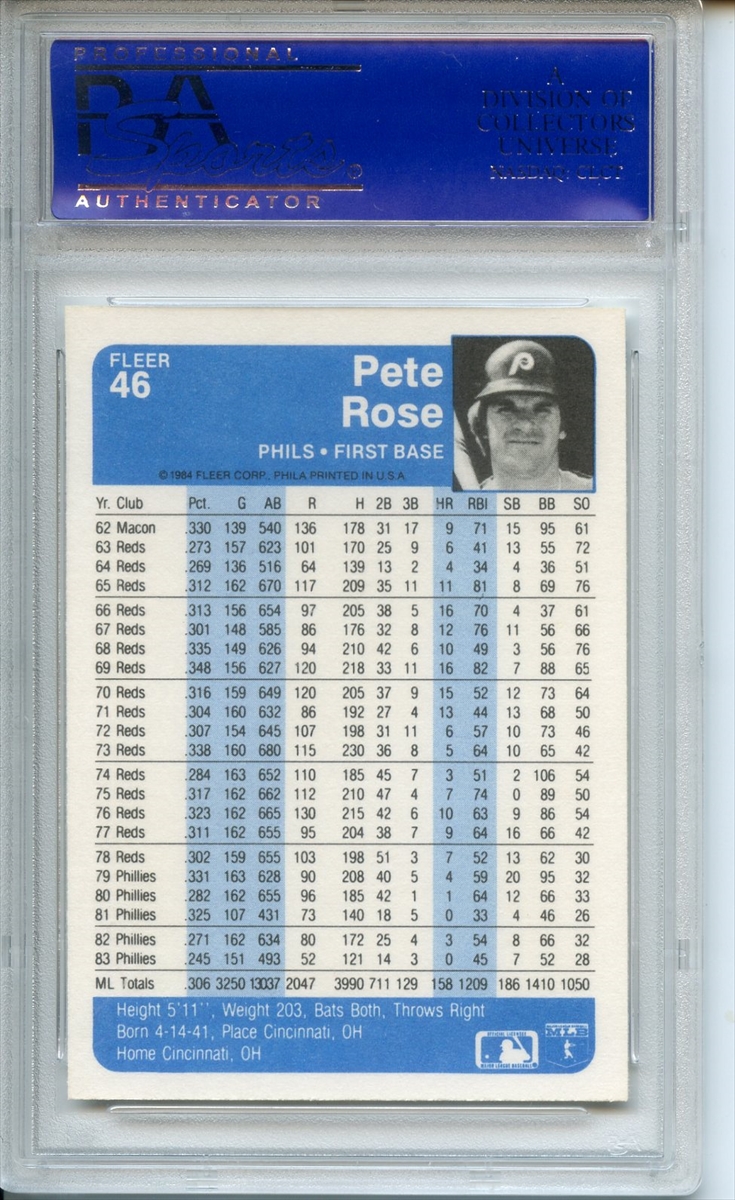 PROFESSIONAL
PSA
Sports
AUTHENTICATOR
A
DIVISION OF
COLLECTORS
UNIVERSE
NASDAQ: CLCT
FLEER
46
Pete
Rose
PHILS • FIRST BASE
P
©1984 FLEER CORP., PHILA PRINTED IN U.S.A.
Yr. Club Pct. G AB R H 2B 3B HR RBI SB BB SO
62 Macon .330 139 540 136 178 31 17 9 71 15 95 61
63 Reds .273 157 623 101 170 25 9 6 41 13 55 72
64 Reds .269 136 516 64 139 13 2 4 34 4 36 51
65 Reds .312 162 670 117 209 35 11 11 81 8 69 76
66 Reds .313 156 654 97 205 38 5 16 70 4 37 61
67 Reds .301 148 585 86 176 32 8 12 76 11 56 66
68 Reds .335 149 626 94 210 42 6 10 49 3 56 76
69 Reds .348 156 627 120 218 33 11 16 82 7 88 65
70 Reds .316 159 649 120 205 37 9 15 52 12 73 64
71 Reds .304 160 632 86 192 27 4 13 44 13 68 50
72 Reds .307 154 645 107 198 31 11 6 57 10 73 46
73 Reds .338 160 680 115 230 36 8 5 64 10 65 42
74 Reds .284 163 652 110 185 45 7 3 51 2 106 54
75 Reds .317 162 662 112 210 47 4 7 74 0 89 50
76 Reds .323 162 665 130 215 42 6 10 63 9 86 54
77 Reds .311 162 655 95 204 38 7 9 64 16 66 42
78 Reds .302 159 655 103 198 51 3 7 52 13 62 30
79 Phillies .331 163 628 90 208 40 5 4 59 20 95 32
80 Phillies .282 162 655 96 185 42 1 1 64 12 66 33
81 Phillies .325 107 431 73 140 18 5 0 33 4 46 26
82 Phillies .271 162 634 80 172 25 4 3 54 8 66 32
83 Phillies .245 151 493 52 121 14 3 0 45 7 52 28
ML Totals .306 3250 13037 2047 3990 711 129 158 1209 186 1410 1050
Height 5'11'', Weight 203, Bats Both, Throws Right
Born 4-14-41, Place Cincinnati, OH
Home Cincinnati, OH
OFFICIAL LICENSEE
MAJOR LEAGUE BASEBALL
MLB
PSA